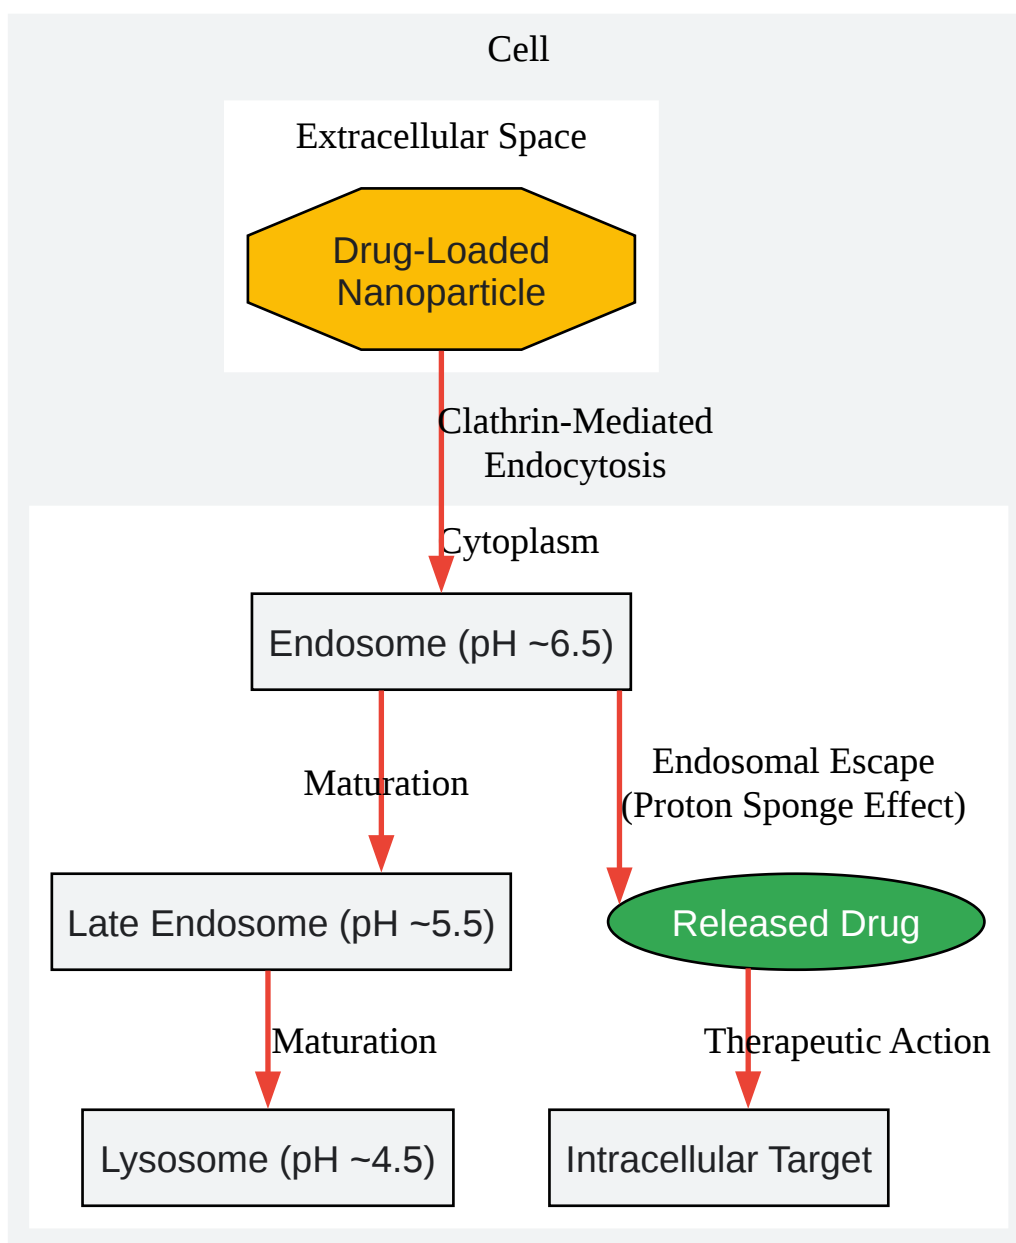 Cell
Extracellular Space
Drug-Loaded
Nanoparticle
Clathrin-Mediated
Endocytosis
Cytoplasm
Endosome (pH ~6.5)
Maturation
Endosomal Escape
(Proton Sponge Effect)
Late Endosome (pH ~5.5)
Released Drug
Maturation
Therapeutic Action
Lysosome (pH ~4.5)
Intracellular Target